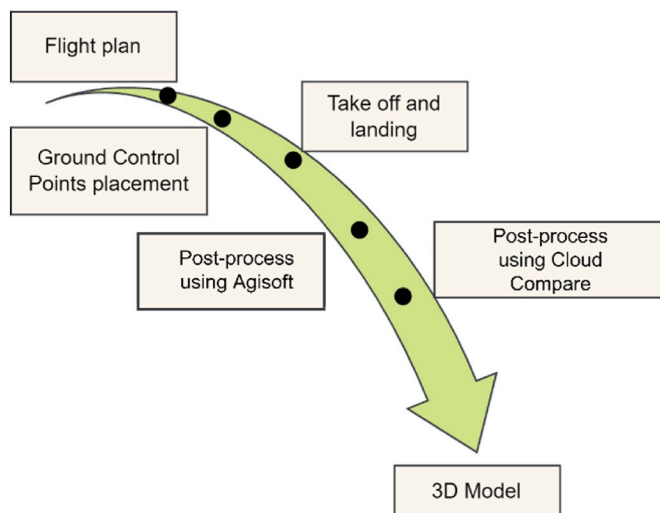 Flight plan
Ground Control
Points placement
Take off and
landing
Post-process
using Agisoft
Post-process
using Cloud
Compare
3D Model